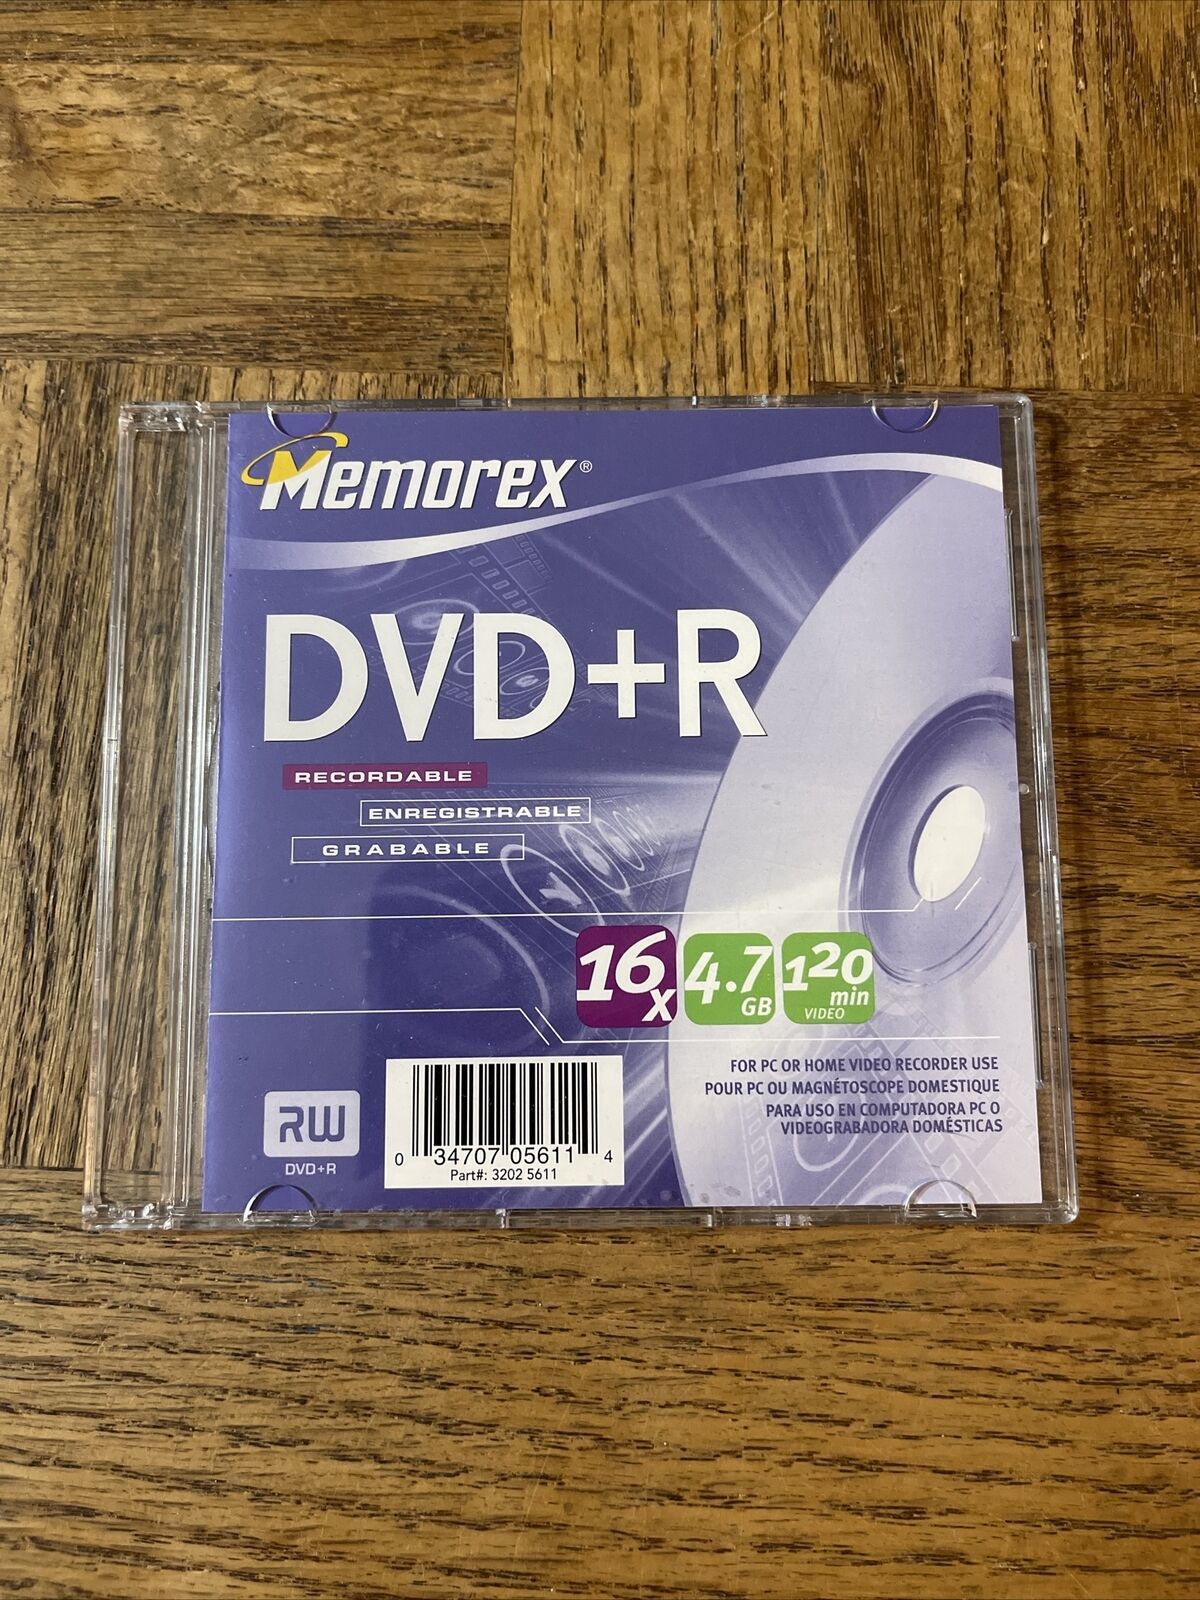 Memorex®
DVD+R
RECORDABLE
ENREGISTRABLE
GRABABLE
16x
4.7 GB
120 min VIDEO
FOR PC OR HOME VIDEO RECORDER USE
POUR PC OU MAGNÉTOSCOPE DOMESTIQUE
PARA USO EN COMPUTADORA PC O
VIDEOGRABADORA DOMÉSTICAS
RW
DVD+R
0 34707 05611 4
Part#: 3202 5611